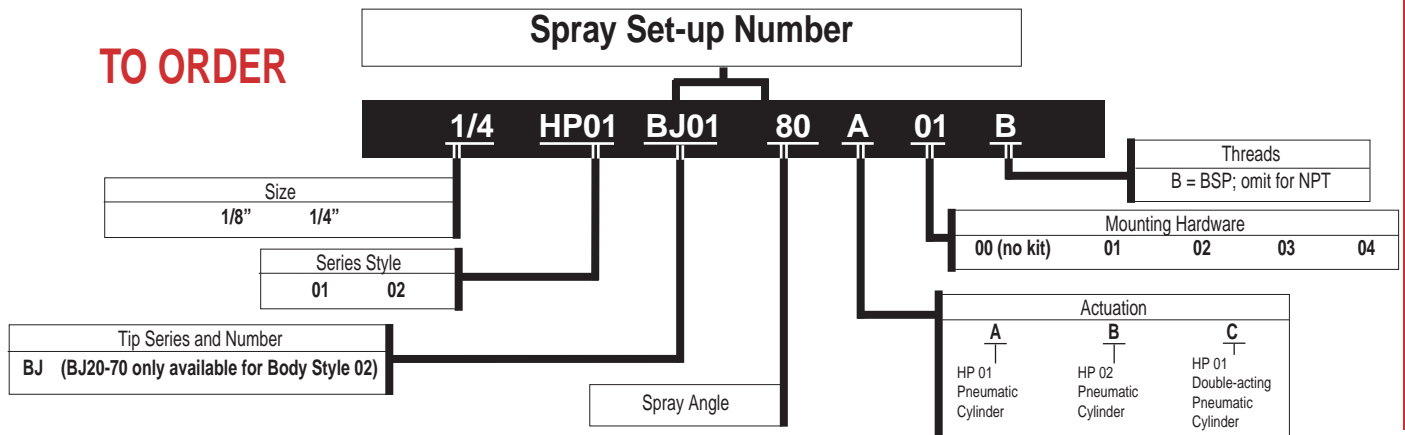 TO ORDER
Spray Set-up Number
1/4 HP01 BJ01 80 A 01 B
Threads
B = BSP; omit for NPT
Size
1/8” 1/4”
Mounting Hardware
00 (no kit) 01 02 03 04
Series Style
01 02
Actuation
A B C
HP 01
Pneumatic
Cylinder
HP 02
Pneumatic
Cylinder
HP 01
Double-acting
Pneumatic
Cylinder
Tip Series and Number
BJ (BJ20-70 only available for Body Style 02)
Spray Angle